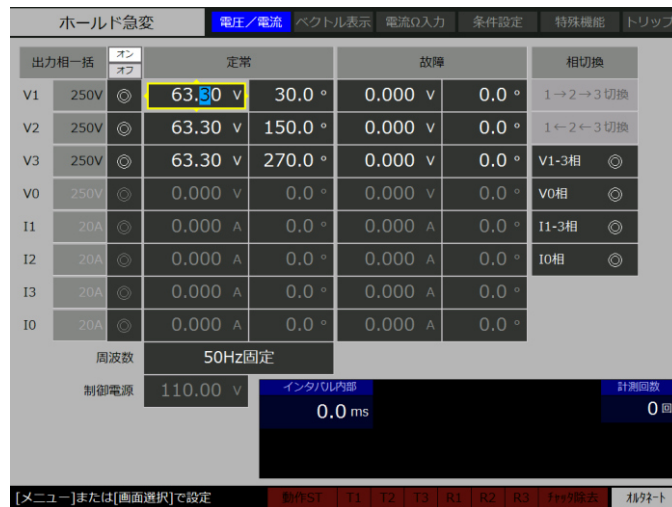 ホールド急変 電圧／電流 ベクトル表示 電流Ω入力 条件設定 特殊機能 トリップ
出力相一括 オン 定常 故障 相切換
オフ
V1 250V ◎ 63.30 V 30.0 ° 0.000 V 0.0 ° 1→2→3切換
V2 250V ◎ 63.30 V 150.0 ° 0.000 V 0.0 ° 1←2←3切換
V3 250V ◎ 63.30 V 270.0 ° 0.000 V 0.0 ° V1-3相 ◎
V0 250V ◎ 0.000 V 0.0 ° 0.000 V 0.0 ° V0相 ◎
I1 20A ◎ 0.000 A 0.0 ° 0.000 A 0.0 ° I1-3相 ◎
I2 20A ◎ 0.000 A 0.0 ° 0.000 A 0.0 ° I0相 ◎
I3 20A ◎ 0.000 A 0.0 ° 0.000 A 0.0 °
I0 20A ◎ 0.000 A 0.0 ° 0.000 A 0.0 °
周波数 50Hz固定
制御電源 110.00 V インタバル内部 計測回数
0.0 ms 0回
[メニュー]または[画面選択]で設定 動作ST T1 T2 T3 R1 R2 R3 ﾁｬｯﾀ除去 ｵﾙﾀﾈｰﾄ